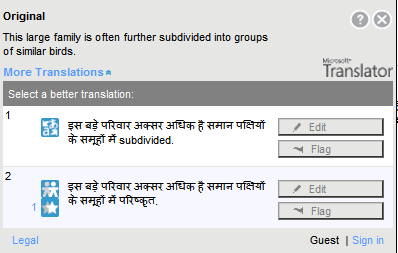 Original
This large family is often further subdivided into groups
of similar birds.
More Translations
Microsoft®
Translator
Select a better translation:
1
इस बड़े परिवार अक्सर अधिक है समान पक्षियों
के समूहों में subdivided.
Edit
Flag
2
इस बड़े परिवार अक्सर अधिक है समान पक्षियों
के समूहों में परिष्कृत.
1
Edit
Flag
Legal
Guest | Sign in